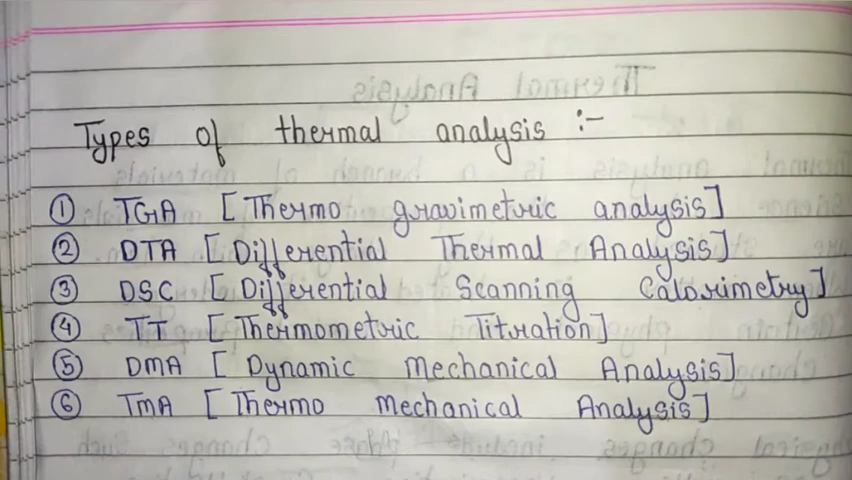 Types of thermal analysis :-
① TGA [Thermo gravimetric analysis]
② DTA [Differential Thermal Analysis]
③ DSC [Differential Scanning Calorimetry]
④ TT [Thermometric Titration]
⑤ DMA [Dynamic Mechanical Analysis]
⑥ TMA [Thermo Mechanical Analysis]